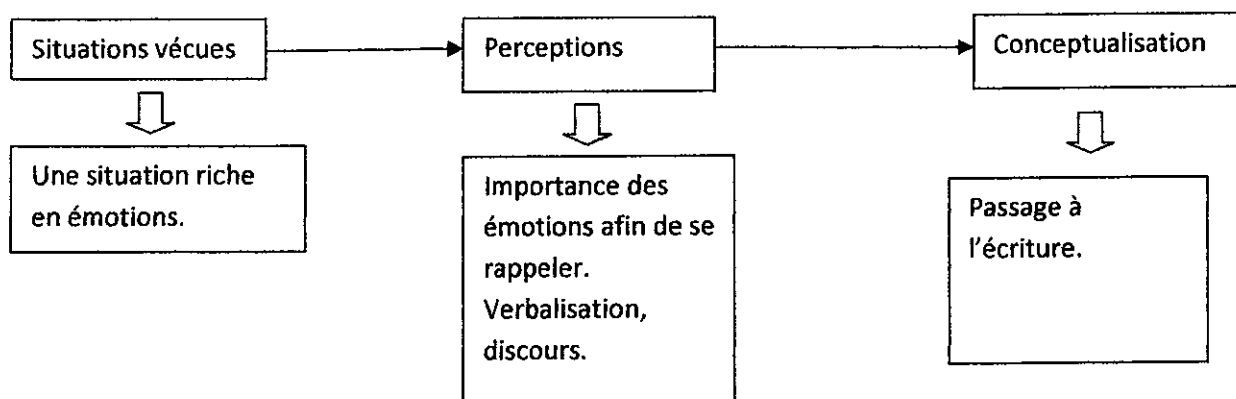 Situations vécues
Perceptions
Conceptualisation
Une situation riche
en émotions.
Importance des
émotions afin de se
rappeler.
Verbalisation,
discours.
Passage à
l'écriture.